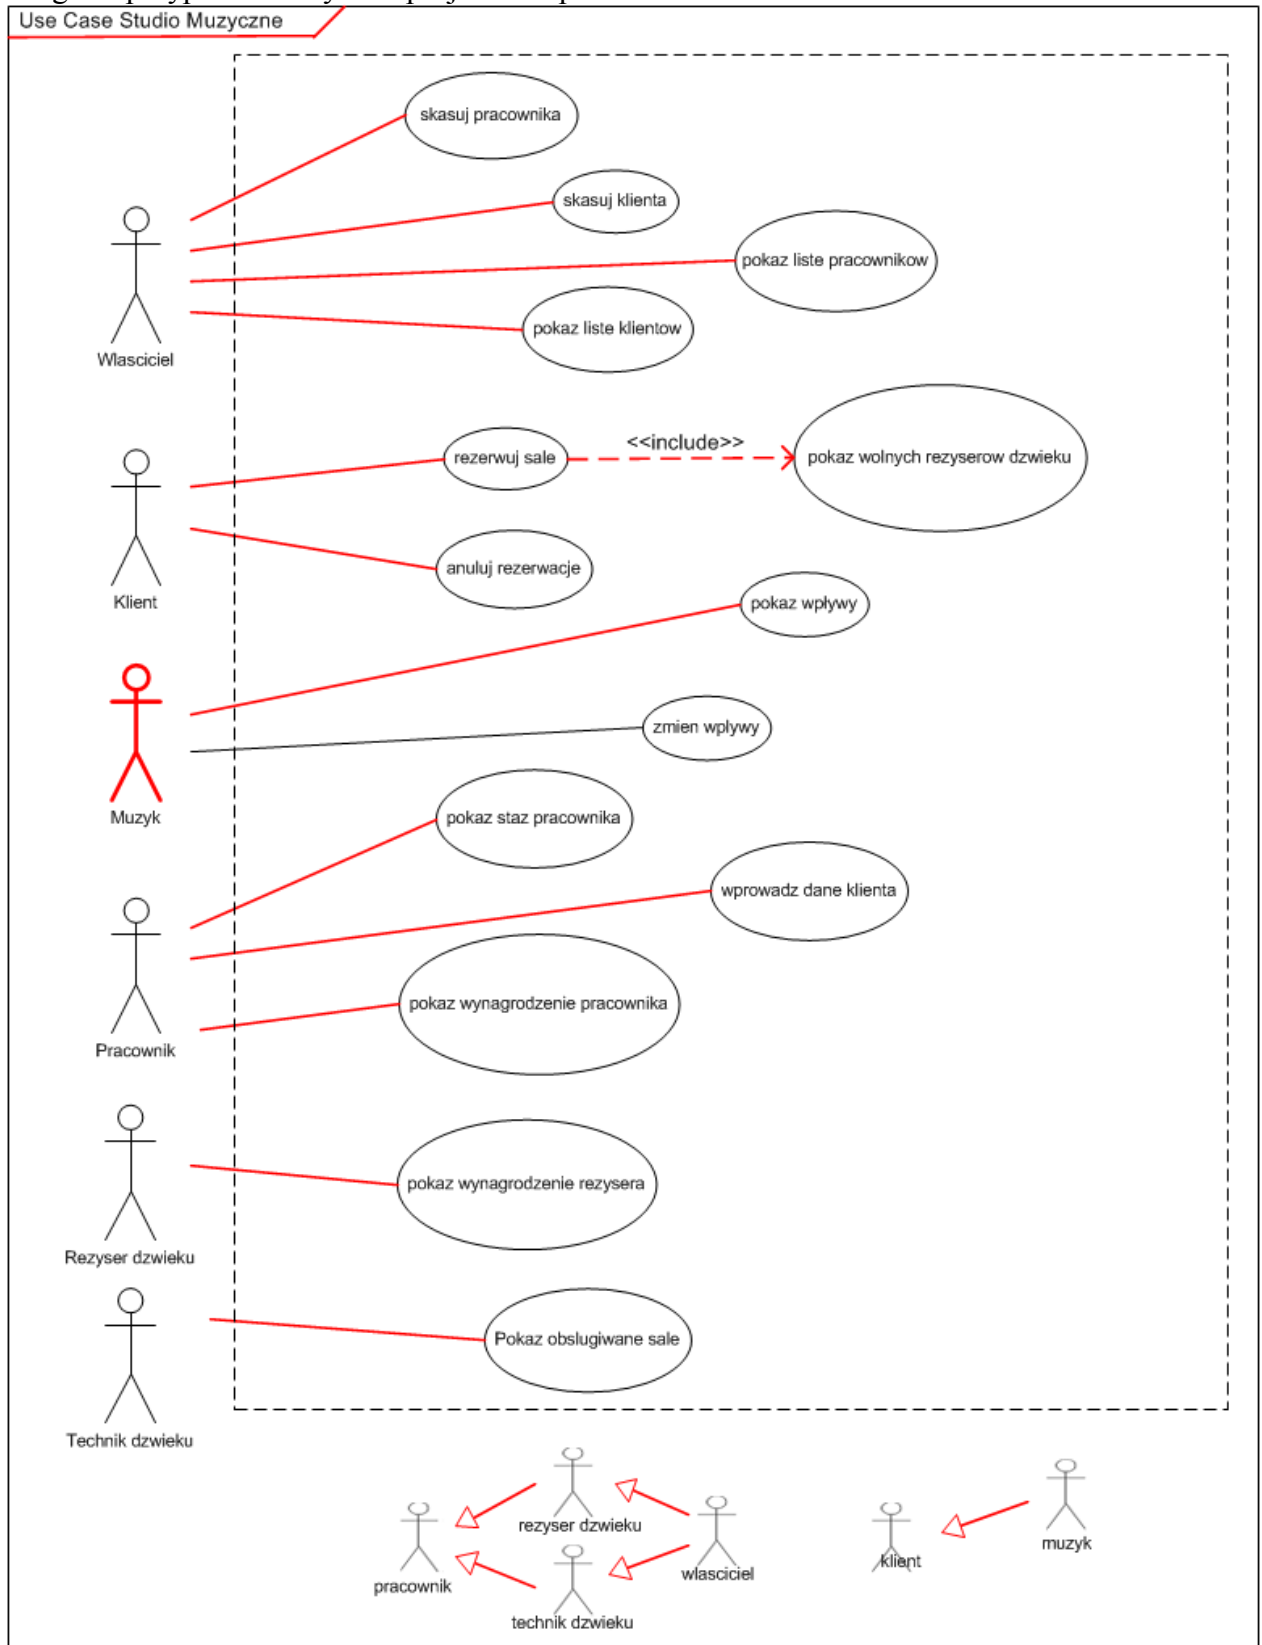 Use Case Studio Muzyczne
skasuj pracownika
skasuj klienta
pokaz liste pracownikow
pokaz liste klientow
Wlasciciel
<<include>>
rezerwuj sale
pokaz wolnych rezyserow dzwieku
anuluj rezerwacje
Klient
pokaz wpływy
zmien wplywy
Muzyk
pokaz staz pracownika
wprowadz dane klienta
pokaz wynagrodzenie pracownika
Pracownik
pokaz wynagrodzenie rezysera
Rezyser dzwieku
Pokaz obslugiwane sale
Technik dzwieku
rezyser dzwieku
muzyk
klient
wlasciciel
pracownik
technik dzwieku